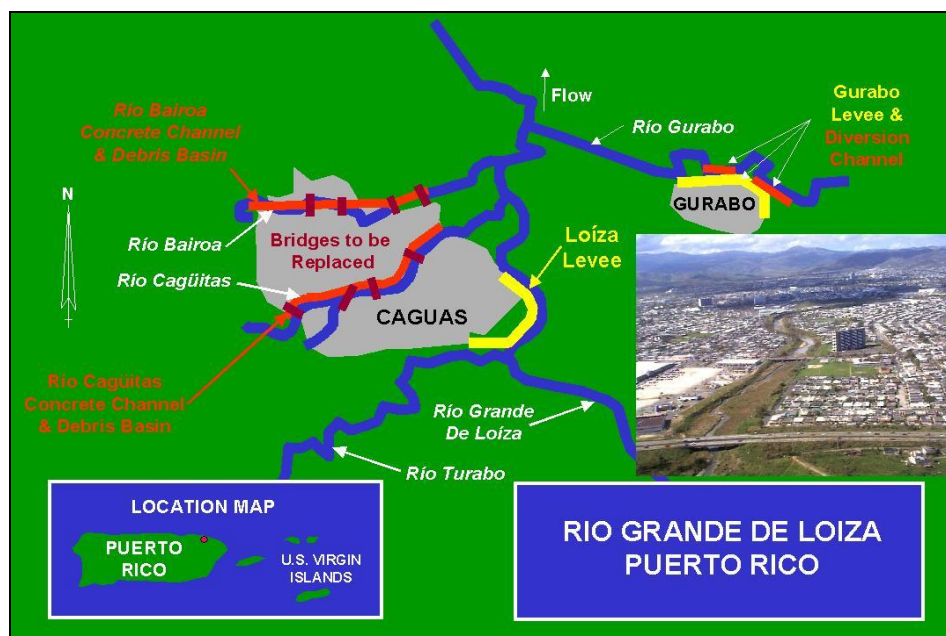 Río Bairoa
Concrete Channel
& Debris Basin
Flow
Río Gurabo
Gurabo
Levee &
Diversion
Channel
N
GURABO
Río Bairoa
Bridges to be
Replaced
Río Cagüitas
Loíza
Levee
CAGUAS
Río Cagüitas
Concrete Channel
& Debris Basin
Río Grande
De Loíza
Río Turabo
LOCATION MAP
PUERTO
RICO
U.S. VIRGIN
ISLANDS
RIO GRANDE DE LOIZA
PUERTO RICO